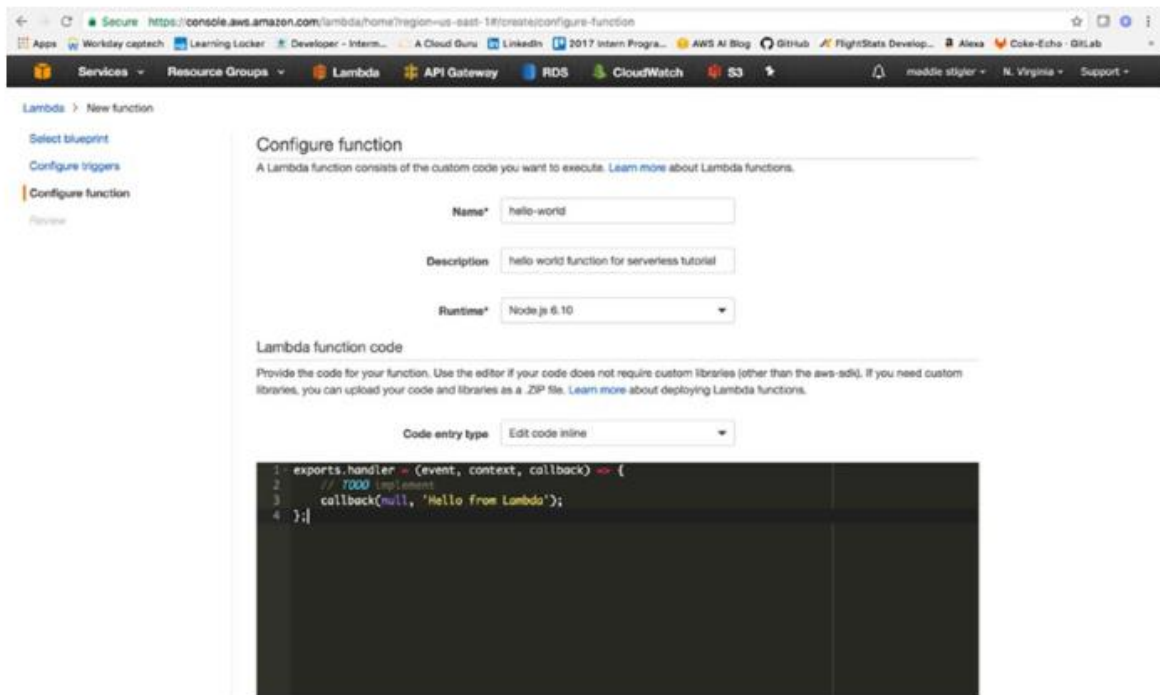 Secure https://console.aws.amazon.com/lambda/home?region=us-east-1#/create/configure-function
Apps Workday captech Learning Locker Developer - Interm... A Cloud Guru LinkedIn 2017 Intern Progra... AWS AI Blog GitHub FlightStats Develop... Alexa Coke-Echo · GitLab
Services Resource Groups Lambda API Gateway RDS CloudWatch S3 maddie stigler N. Virginia Support
Lambda > New function
Select blueprint
Configure triggers
Configure function
Review
Configure function
A Lambda function consists of the custom code you want to execute. Learn more about Lambda functions.
Name* hello-world
Description hello world function for serverless tutorial
Runtime* Node.js 6.10
Lambda function code
Provide the code for your function. Use the editor if your code does not require custom libraries (other than the aws-sdk). If you need custom
libraries, you can upload your code and libraries as a .ZIP file. Learn more about deploying Lambda functions.
Code entry type Edit code inline
1 exports.handler = (event, context, callback) => {
2 // TODO implement
3 callback(null, 'Hello from Lambda');
4 };